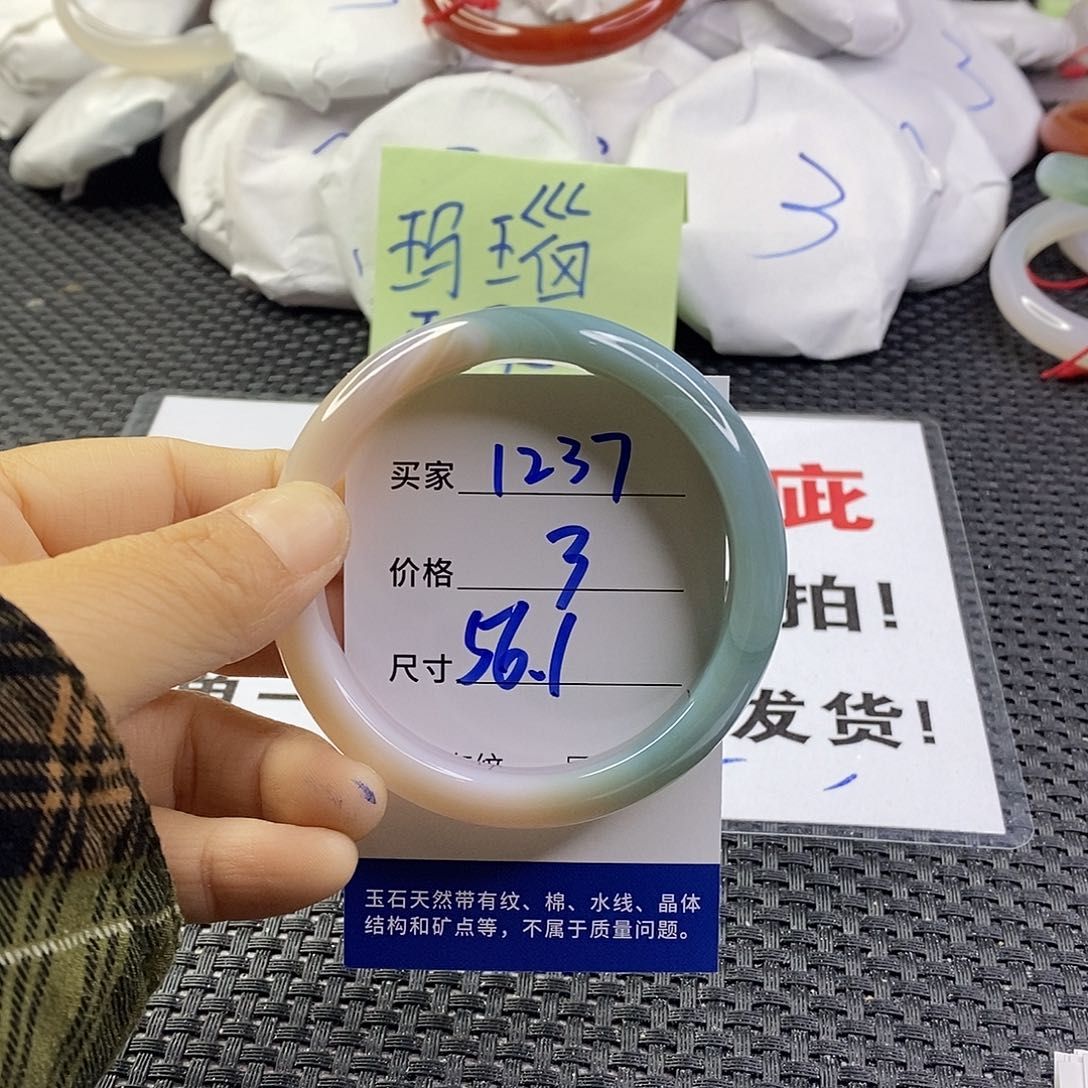 3
3
玛瑙
买家 1237
价格 3
尺寸 56.1
疵
拍!
发货!
玉石天然带有纹、棉、水线、晶体
结构和矿点等，不属于质量问题。